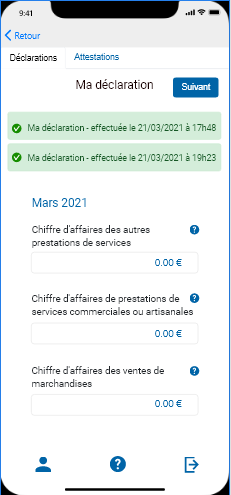 9:41
Retour
Déclarations
Attestations
Ma déclaration
Suivant
Ma déclaration - effectuée le 21/03/2021 à 17h48
Ma déclaration - effectuée le 21/03/2021 à 19h23
Mars 2021
Chiffre d'affaires des autres
prestations de services
?
0.00 €
Chiffre d'affaires de prestations de
services commerciales ou artisanales
?
0.00 €
Chiffre d'affaires des ventes de
marchandises
?
0.00 €
?